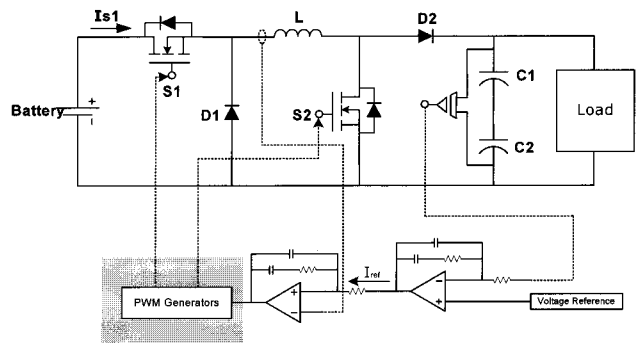 Is1
L
D2
S1
Battery
+
-
D1
S2
C1
C2
Load
Iref
PWM Generators
+
-
-
+
Voltage Reference